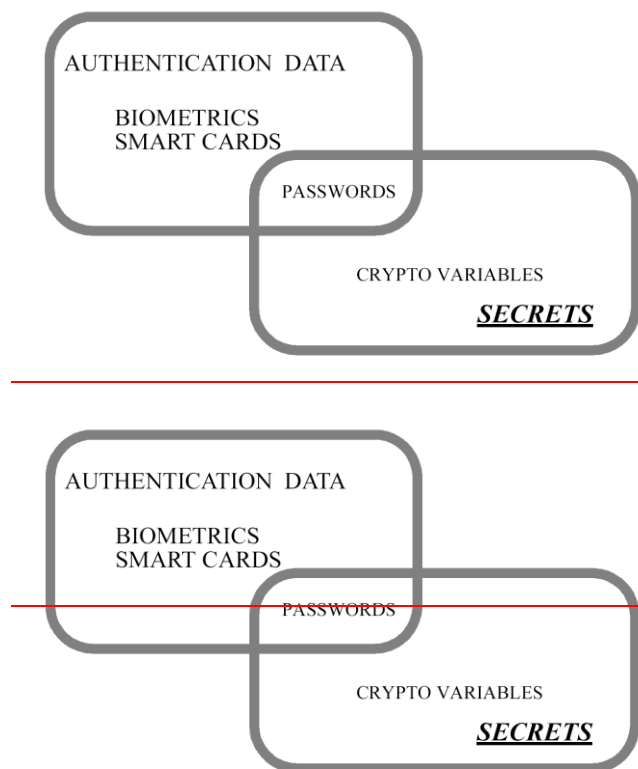 AUTHENTICATION DATA
BIOMETRICS
SMART CARDS
PASSWORDS
CRYPTO VARIABLES
SECRETS
AUTHENTICATION DATA
BIOMETRICS
SMART CARDS
PASSWORDS
CRYPTO VARIABLES
SECRETS